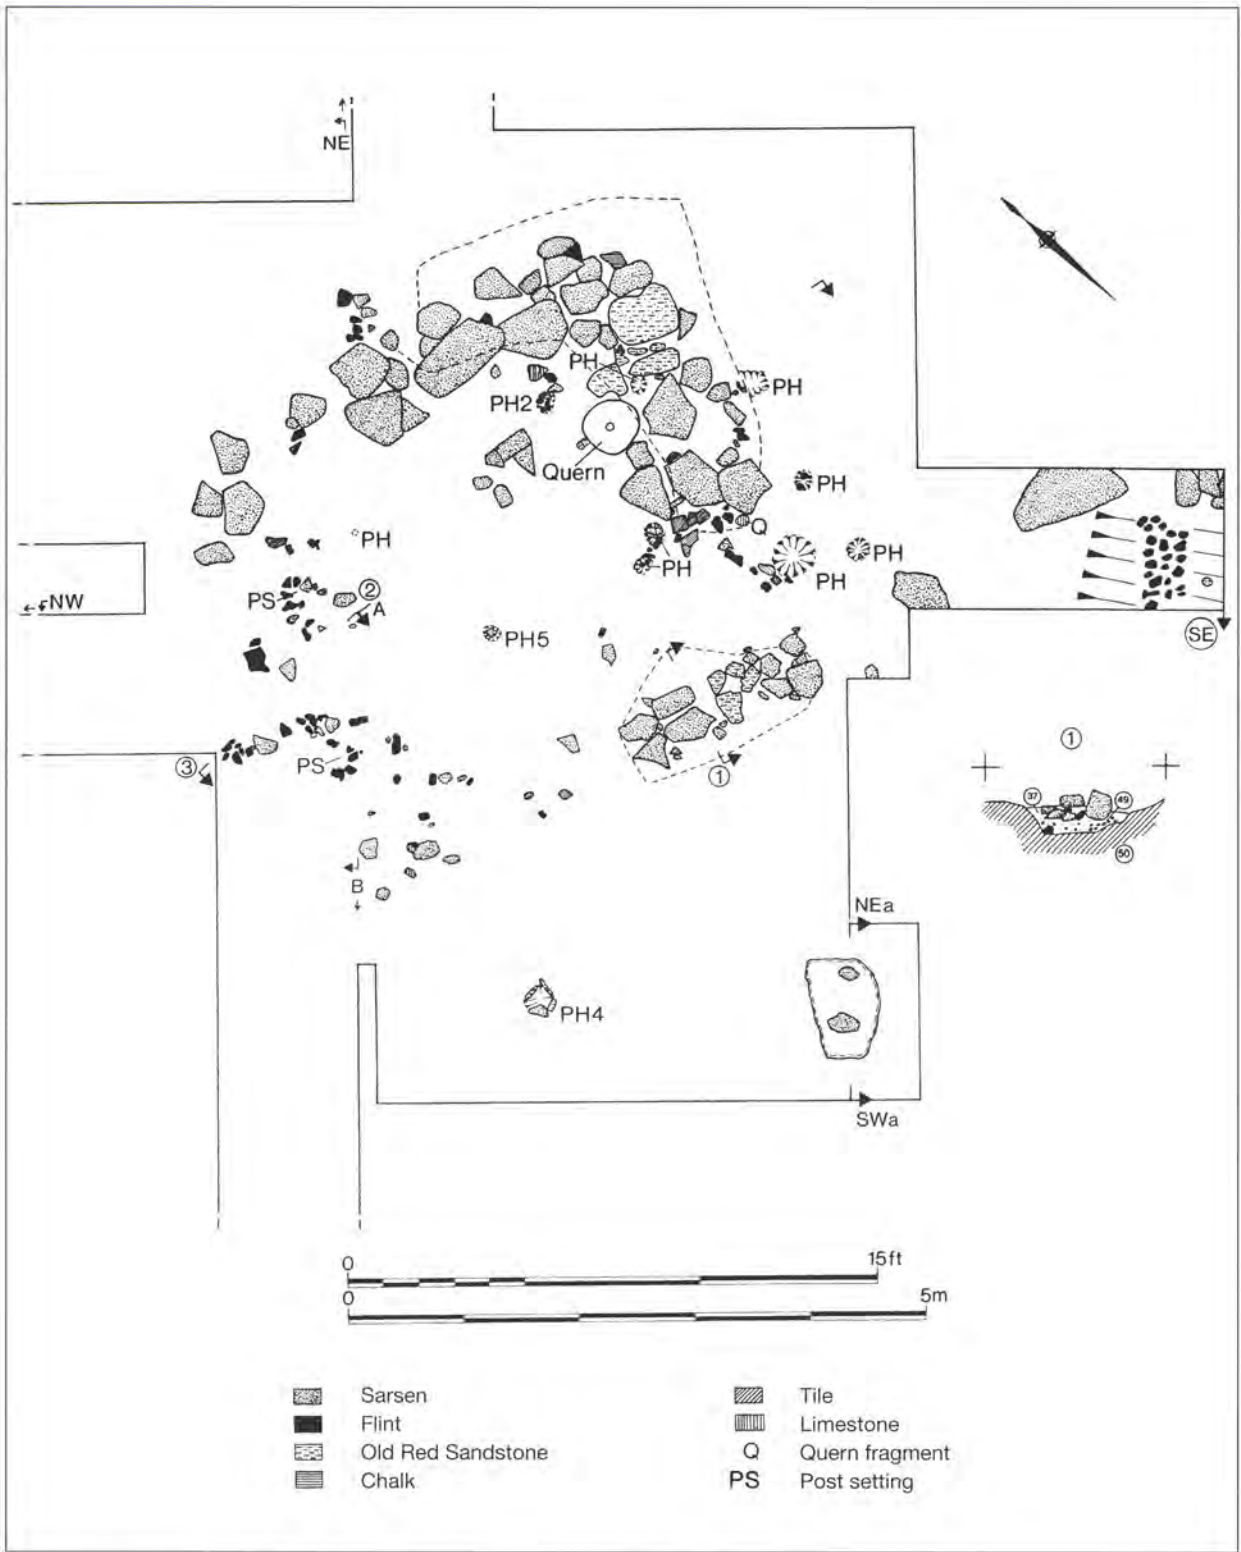 NE
PH
PH
PH2
Quern
PH
Q
PH
PH
PH
PH
NW
PS
②
A
PH5
SE
③
PS
①
①
37
49
50
B
NEa
PH4
SWa
0 15ft
0 5m
Sarsen
Flint
Old Red Sandstone
Chalk
Tile
Limestone
Q Quern fragment
PS Post setting